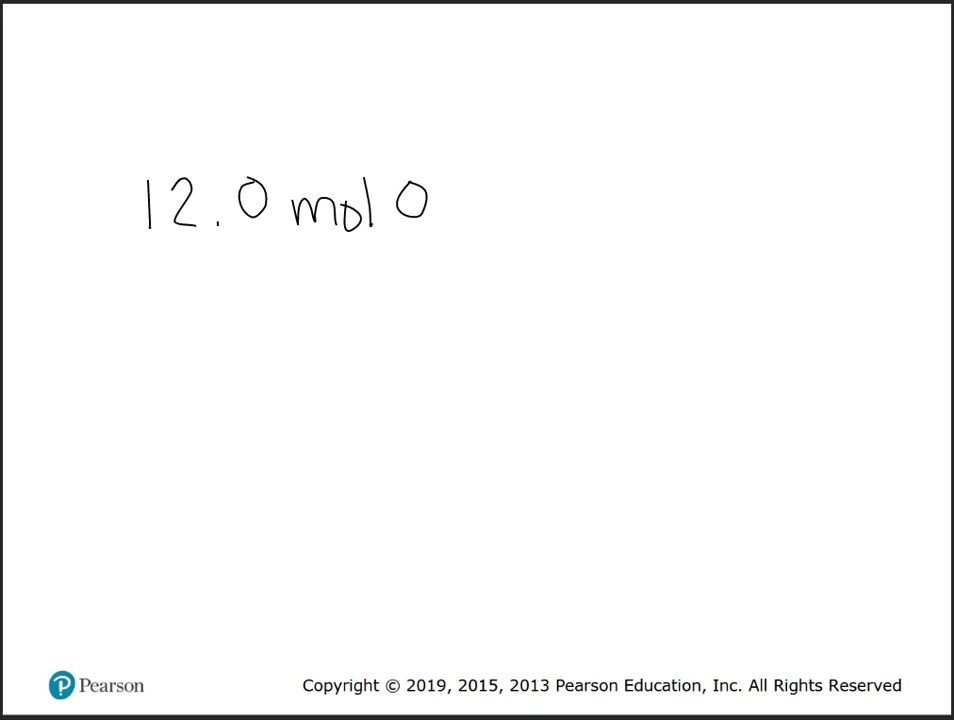 12.0 mol O
Pearson
Copyright © 2019, 2015, 2013 Pearson Education, Inc. All Rights Reserved